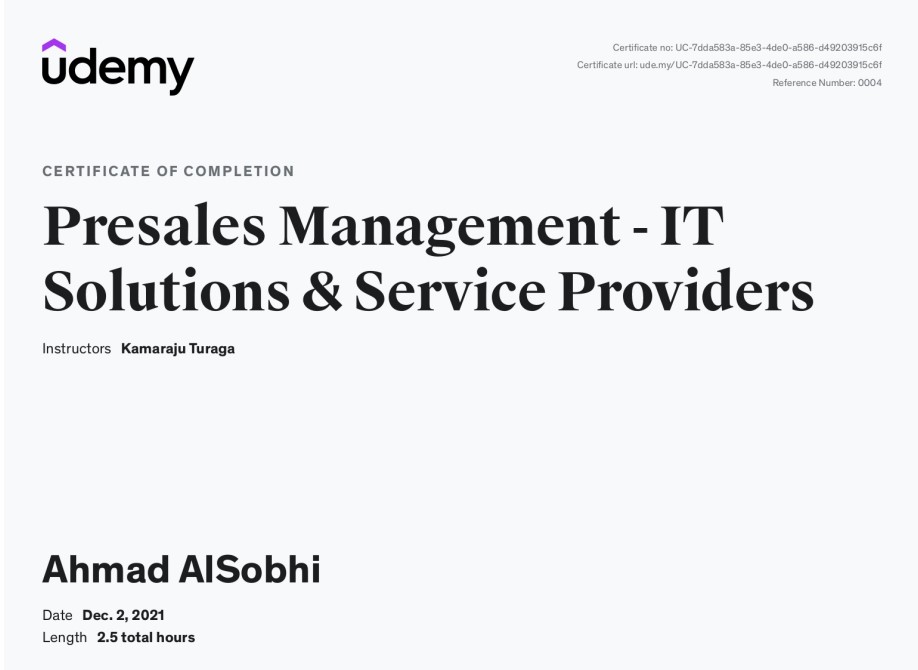 udemy
Certificate no: UC-7dda583a-85e3-4de0-a586-d49203915c6f
Certificate url: ude.my/UC-7dda583a-85e3-4de0-a586-d49203915c6f
Reference Number: 0004
CERTIFICATE OF COMPLETION
Presales Management - IT
Solutions & Service Providers
Instructors Kamaraju Turaga
Ahmad AlSobhi
Date Dec. 2, 2021
Length 2.5 total hours